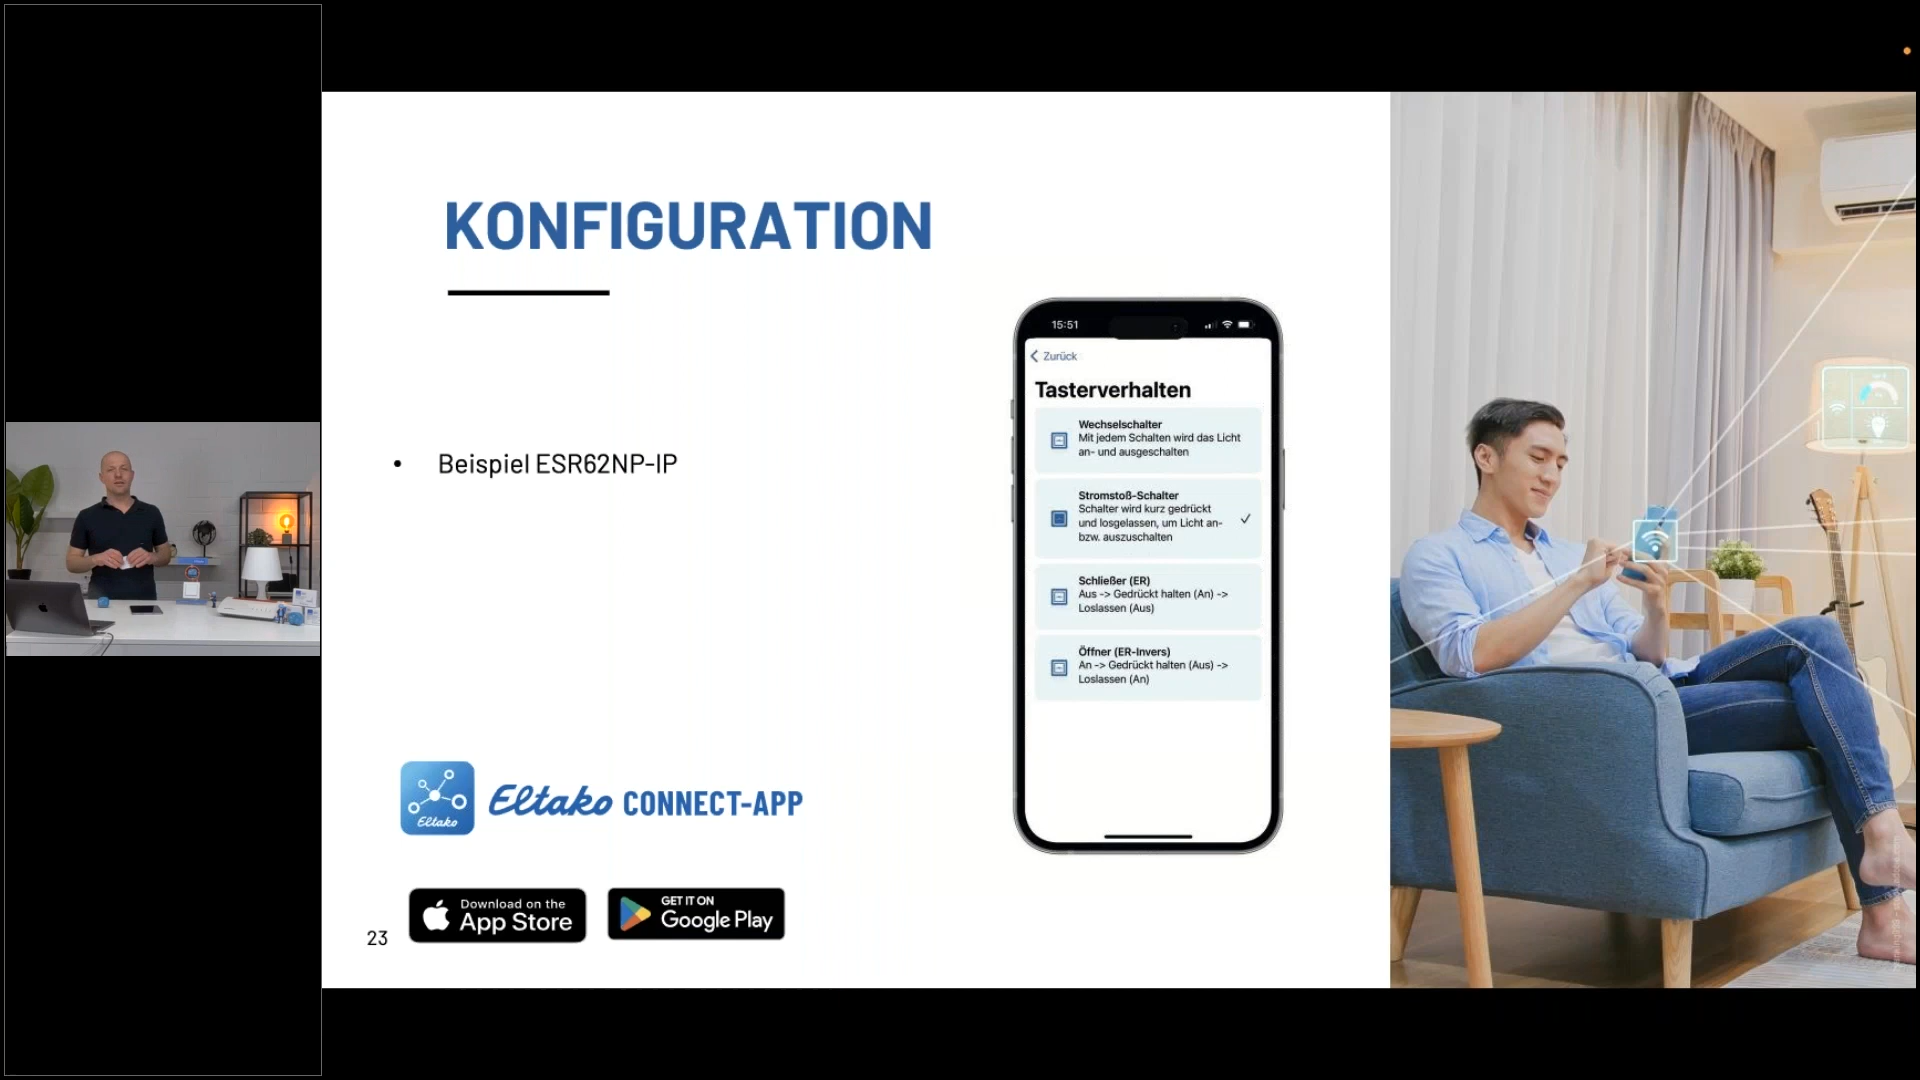 KONFIGURATION
• Beispiel ESR62NP-IP
15:51
Zurück
Tasterverhalten
Wechselschalter
Mit jedem Schalten wird das Licht
an- und ausgeschalten
Stromstoß-Schalter
Schalter wird kurz gedrückt
und losgelassen, um Licht an-
bzw. auszuschalten
Schließer (ER)
Aus -> Gedrückt halten (An) ->
Loslassen (Aus)
Öffner (ER-Invers)
An -> Gedrückt halten (Aus) ->
Loslassen (An)
Eltako
Eltako CONNECT-APP
Download on the
App Store
GET IT ON
Google Play
23